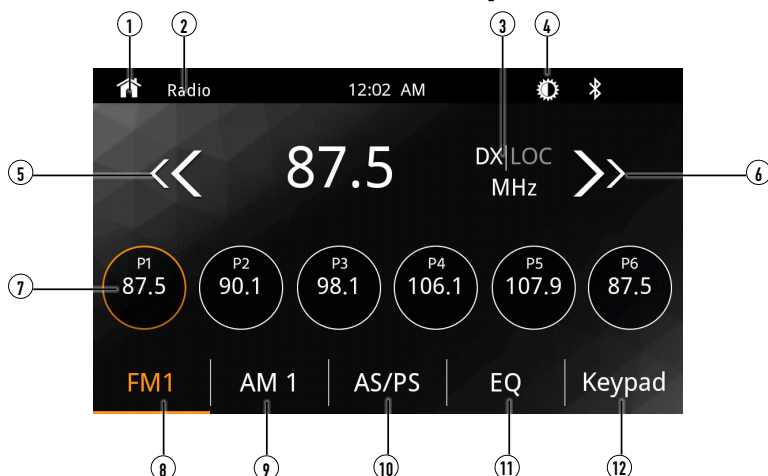 1 2 3 4
Radio 12:02 AM
87.5 DX|LOC
MHz
5 6
P1 P2 P3 P4 P5 P6
7 87.5 90.1 98.1 106.1 107.9 87.5
FM1 AM 1 AS/PS EQ Keypad
8 9 10 11 12